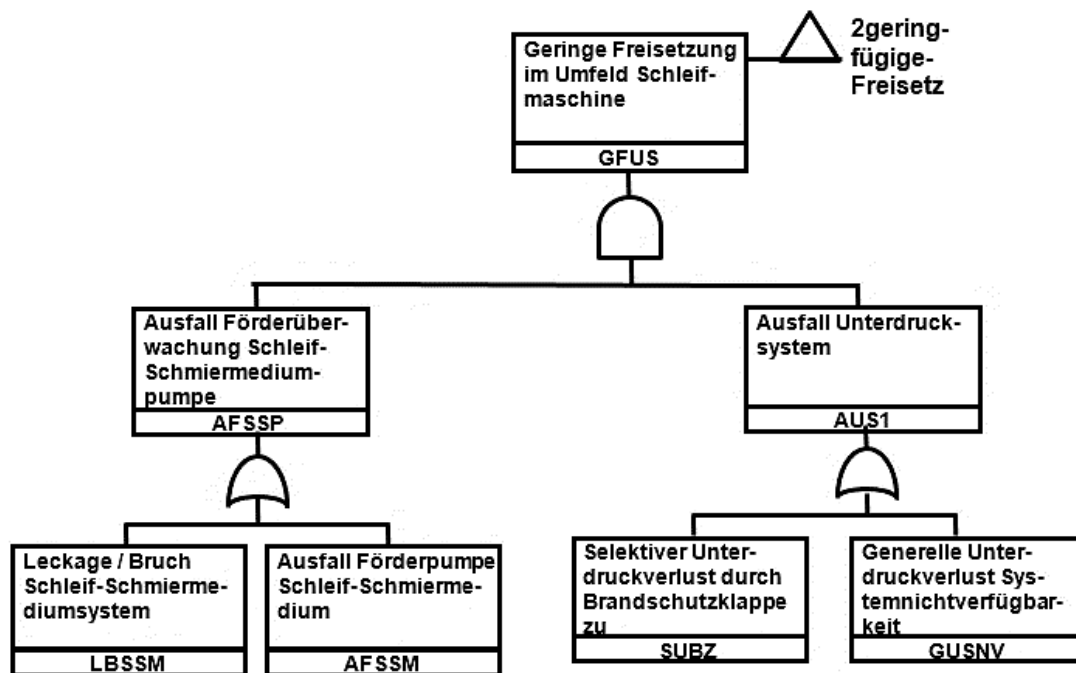 Geringe Freisetzung
im Umfeld Schleif-
maschine
GFUS
2gering-
fügige-
Freisetz
Ausfall Förderüber-
wachung Schleif-
Schmiermedium-
pumpe
AFSSP
Ausfall Unterdruck-
system
AUS1
Leckage / Bruch
Schleif-Schmierme-
diumsystem
LBSSM
Ausfall Förderpumpe
Schleif-Schmierme-
dium
AFSSM
Selektiver Unter-
druckverlust durch
Brandschutzklappe
zu
SUBZ
Generelle Unter-
druckverlust Sys-
temnichtverfügbar-
keit
GUSNV